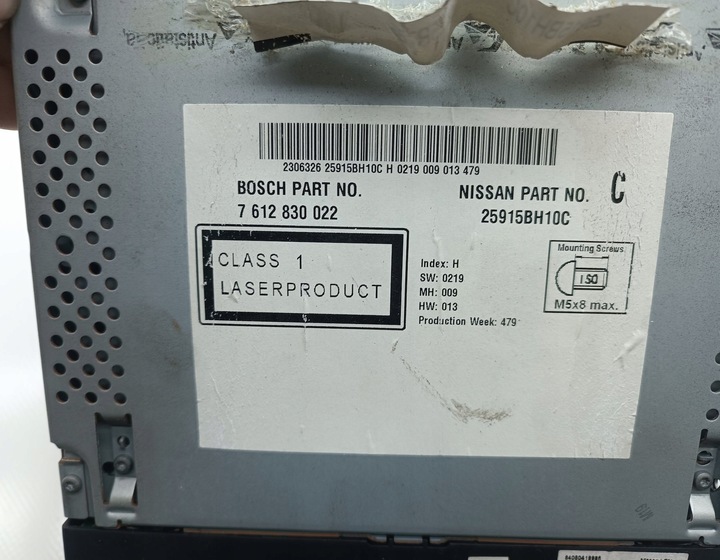 Antistatic
2306326 25915BH10C H 0219 009 013 479
BOSCH PART NO.
7 612 830 022
NISSAN PART NO. C
25915BH10C
CLASS 1
LASERPRODUCT
Index: H
SW: 0219
MH: 009
HW: 013
Production Week: 479
Mounting Screws
ISO
M5x8 max.